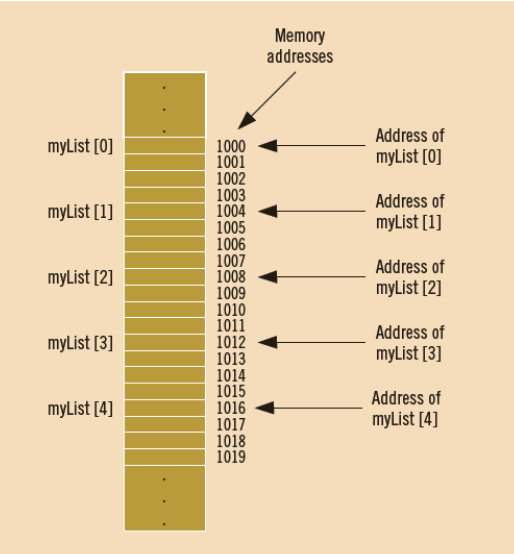 Memory
addresses
myList [0]
1000
Address of
myList [0]
1001
1002
1003
myList [1]
1004
Address of
myList [1]
1005
1006
1007
myList [2]
1008
Address of
myList [2]
1009
1010
1011
myList [3]
1012
Address of
myList [3]
1013
1014
1015
myList [4]
1016
Address of
myList [4]
1017
1018
1019